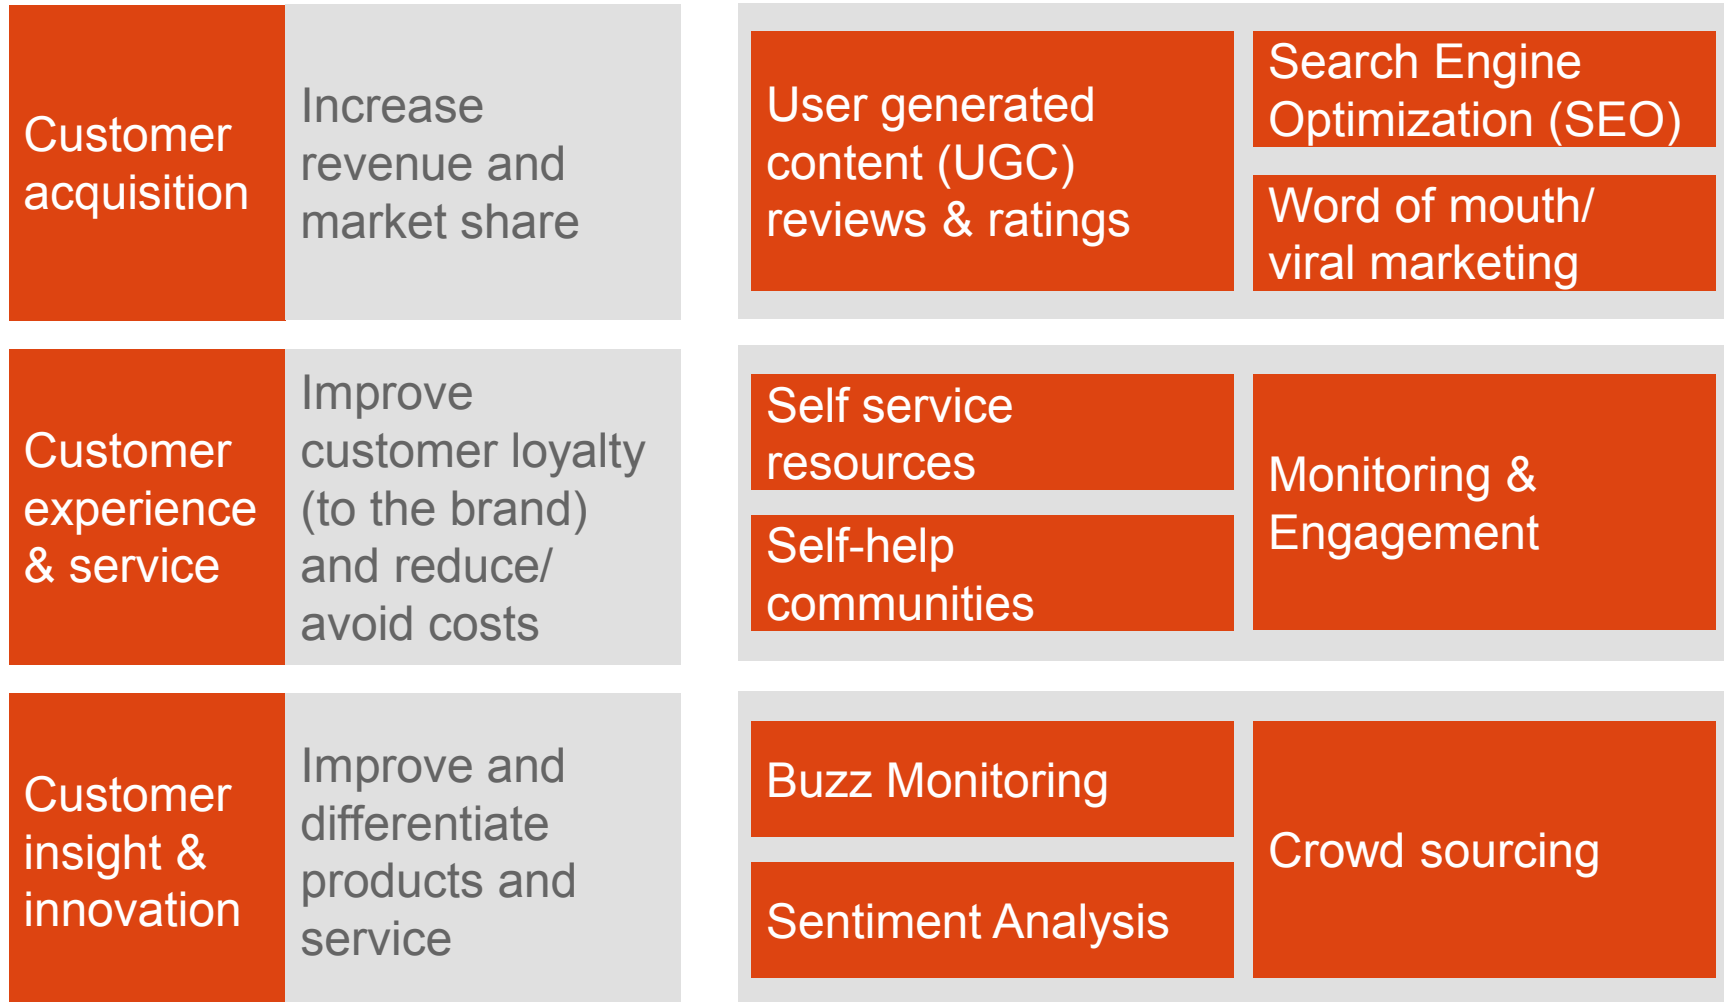 Customer
acquisition
Increase
revenue and
market share
User generated
content (UGC)
reviews & ratings
Search Engine
Optimization (SEO)
Word of mouth/
viral marketing
Customer
experience
& service
Improve
customer loyalty
(to the brand)
and reduce/
avoid costs
Self service
resources
Self-help
communities
Monitoring &
Engagement
Customer
insight &
innovation
Improve and
differentiate
products and
service
Buzz Monitoring
Sentiment Analysis
Crowd sourcing